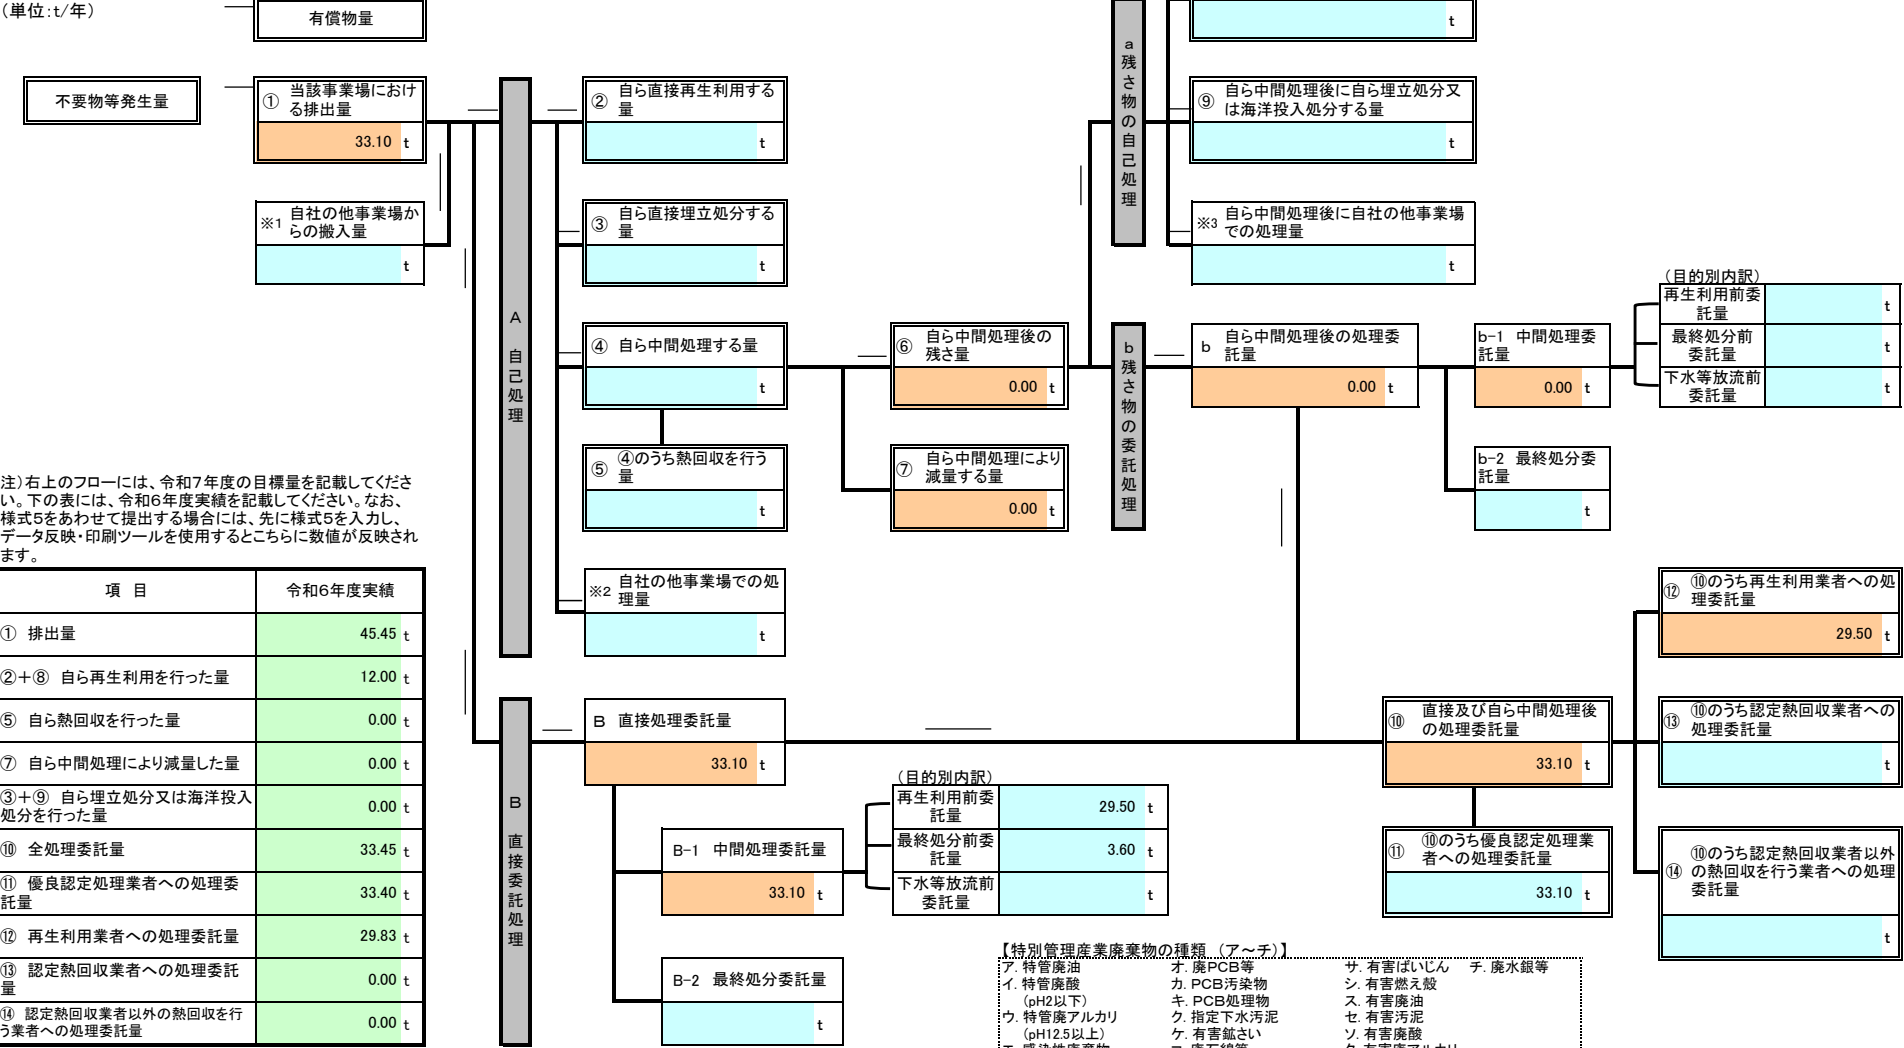 （単位：t/年）
有償物量
t
不要物等発生量
① 当該事業場におけ
る排出量
33.10 t
② 自ら直接再生利用する
量
t
⑨ 自ら中間処理後に自ら埋立処分又
は海洋投入処分する量
t
a 残さ物の自己処理
※1 自社の他事業場か
らの搬入量
t
③ 自ら直接埋立処分する
量
t
※3 自ら中間処理後に自社の他事業場
での処理量
t
A 自己処理
④ 自ら中間処理する量
t
⑥ 自ら中間処理後の
残さ量
0.00 t
b 残さ物の委託処理
b 自ら中間処理後の処理委
託量
0.00 t
b-1 中間処理委
託量
0.00 t
（目的別内訳）
再生利用前委
託量
t
最終処分前
委託量
t
下水等放流前
委託量
t
⑤ ④のうち熱回収を行う
量
t
⑦ 自ら中間処理により
減量する量
0.00 t
b-2 最終処分委
託量
t
注）右上のフローには、令和7年度の目標量を記載してくださ
い。下の表には、令和6年度実績を記載してください。なお、
様式5をあわせて提出する場合には、先に様式5を入力し、
データ反映・印刷ツールを使用するとこちらに数値が反映され
ます。
項 目 令和6年度実績
① 排出量 45.45 t
②+⑧ 自ら再生利用を行った量 12.00 t
⑤ 自ら熱回収を行った量 0.00 t
⑦ 自ら中間処理により減量した量 0.00 t
③+⑨ 自ら埋立処分又は海洋投入
処分を行った量 0.00 t
⑩ 全処理委託量 33.45 t
⑪ 優良認定処理業者への処理委
託量 33.40 t
⑫ 再生利用業者への処理委託量 29.83 t
⑬ 認定熱回収業者への処理委託
量 0.00 t
⑭ 認定熱回収業者以外の熱回収を行
う業者への処理委託量 0.00 t
※2 自社の他事業場での処
理量
t
B 直接委託処理
B 直接処理委託量
33.10 t
（目的別内訳）
再生利用前委
託量
29.50 t
最終処分前委
託量
3.60 t
下水等放流前
委託量
t
B-1 中間処理委託量
33.10 t
B-2 最終処分委託量
t
⑩ 直接及び自ら中間処理後
の処理委託量
33.10 t
⑪ ⑩のうち優良認定処理業
者への処理委託量
33.10 t
⑫ ⑩のうち再生利用業者への処
理委託量
29.50 t
⑬ ⑩のうち認定熱回収業者への
処理委託量
t
⑭ ⑩のうち認定熱回収業者以外
の熱回収を行う業者への処理
委託量
t
【特別管理産業廃棄物の種類 （ア～チ）】
ア. 特管廃油 オ. 廃PCB等 サ. 有害ばいじん チ. 廃水銀等
イ. 特管廃酸 カ. PCB汚染物 シ. 有害燃え殻
（pH2以下） キ. PCB処理物 ス. 有害廃油
ウ. 特管廃アルカリ ク. 指定下水汚泥 セ. 有害汚泥
（pH12.5以上） ケ. 有害鉱さい ソ. 有害廃酸
エ. 感染性廃棄物 コ. 廃石綿等 タ. 有害廃アルカリ